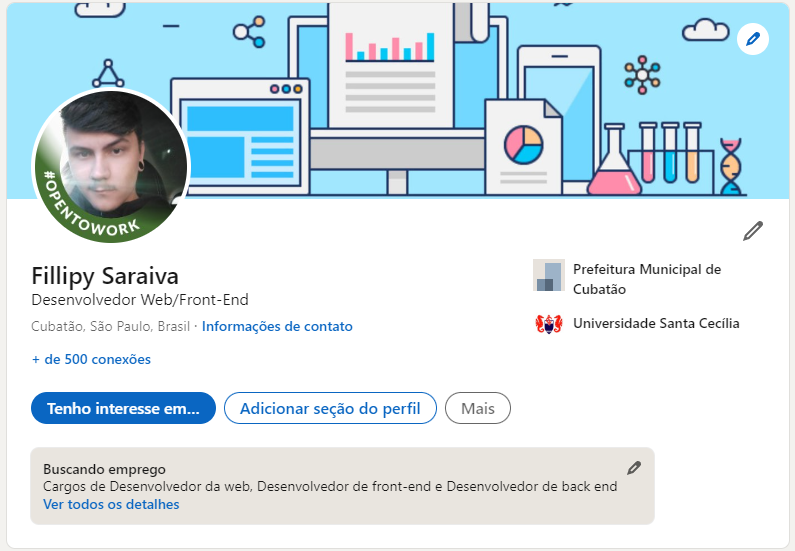 #OPENTOWORK
Fillipy Saraiva
Desenvolvedor Web/Front-End
Cubatão, São Paulo, Brasil · Informações de contato
+ de 500 conexões
Prefeitura Municipal de
Cubatão
Universidade Santa Cecília
Tenho interesse em...
Adicionar seção do perfil
Mais
Buscando emprego
Cargos de Desenvolvedor da web, Desenvolvedor de front-end e Desenvolvedor de back end
Ver todos os detalhes